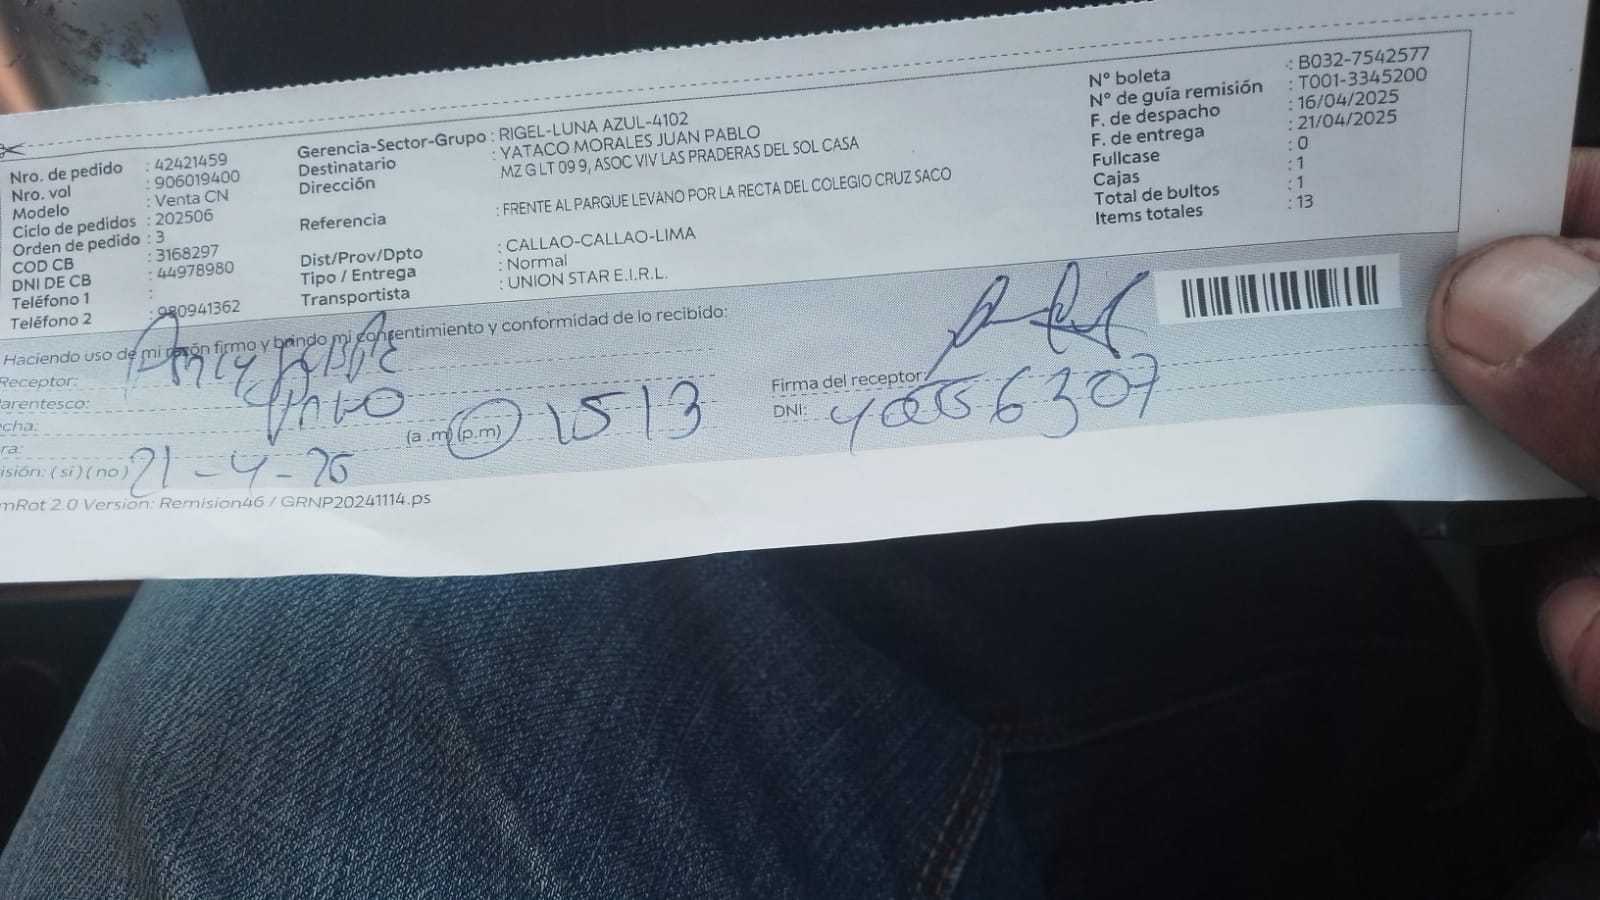 Nro. de pedido : 42421459
Nro. vol : 906019400
Modelo : Venta CN
Ciclo de pedidos : 202506
Orden de pedido : 3
COD CB : 3168297
DNI DE CB : 44978980
Teléfono 1 :
Teléfono 2 : 980941362
Gerencia-Sector-Grupo : RIGEL-LUNA AZUL-4102
Destinatario : YATACO MORALES JUAN PABLO
Dirección MZ G LT 09 9, ASOC VIV LAS PRADERAS DEL SOL CASA
Referencia : FRENTE AL PARQUE LEVANO POR LA RECTA DEL COLEGIO CRUZ SACO
Dist/Prov/Dpto : CALLAO-CALLAO-LIMA
Tipo / Entrega : Normal
Transportista : UNION STAR E.I.R.L.
N° boleta : B032-7542577
N° de guía remisión : T001-3345200
F. de despacho : 16/04/2025
F. de entrega : 21/04/2025
Fullcase : 0
Cajas : 1
Total de bultos : 1
Items totales : 13
Haciendo uso de mi razón firmo y brindo mi consentimiento y conformidad de lo recibido:
Receptor:
arentesco:
cha:
ra: (a .m) (p.m) 1513
isión: ( si ) ( no ) 21-4-25
Firma del receptor
DNI:
mRot 2.0 Version: Remision46 / GRNP20241114.ps